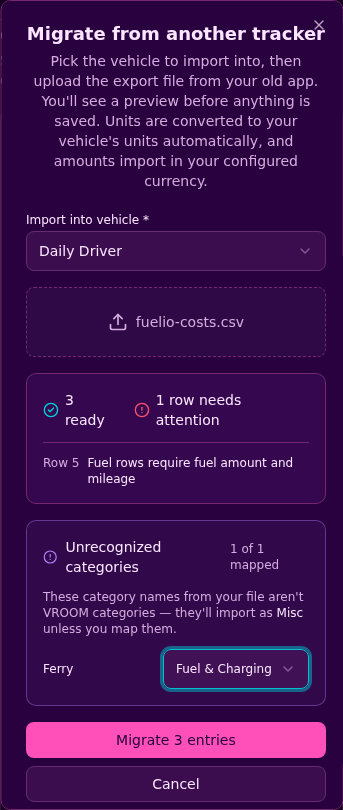 Migrate from another tracker
Pick the vehicle to import into, then
upload the export file from your old app.
You'll see a preview before anything is
saved. Units are converted to your
vehicle's units automatically, and
amounts import in your configured
currency.
Import into vehicle *
Daily Driver
fuelio-costs.csv
3
ready
1 row needs
attention
Row 5 Fuel rows require fuel amount and
mileage
Unrecognized
categories
1 of 1
mapped
These category names from your file aren't
VROOM categories — they'll import as Misc
unless you map them.
Ferry
Fuel & Charging
Migrate 3 entries
Cancel